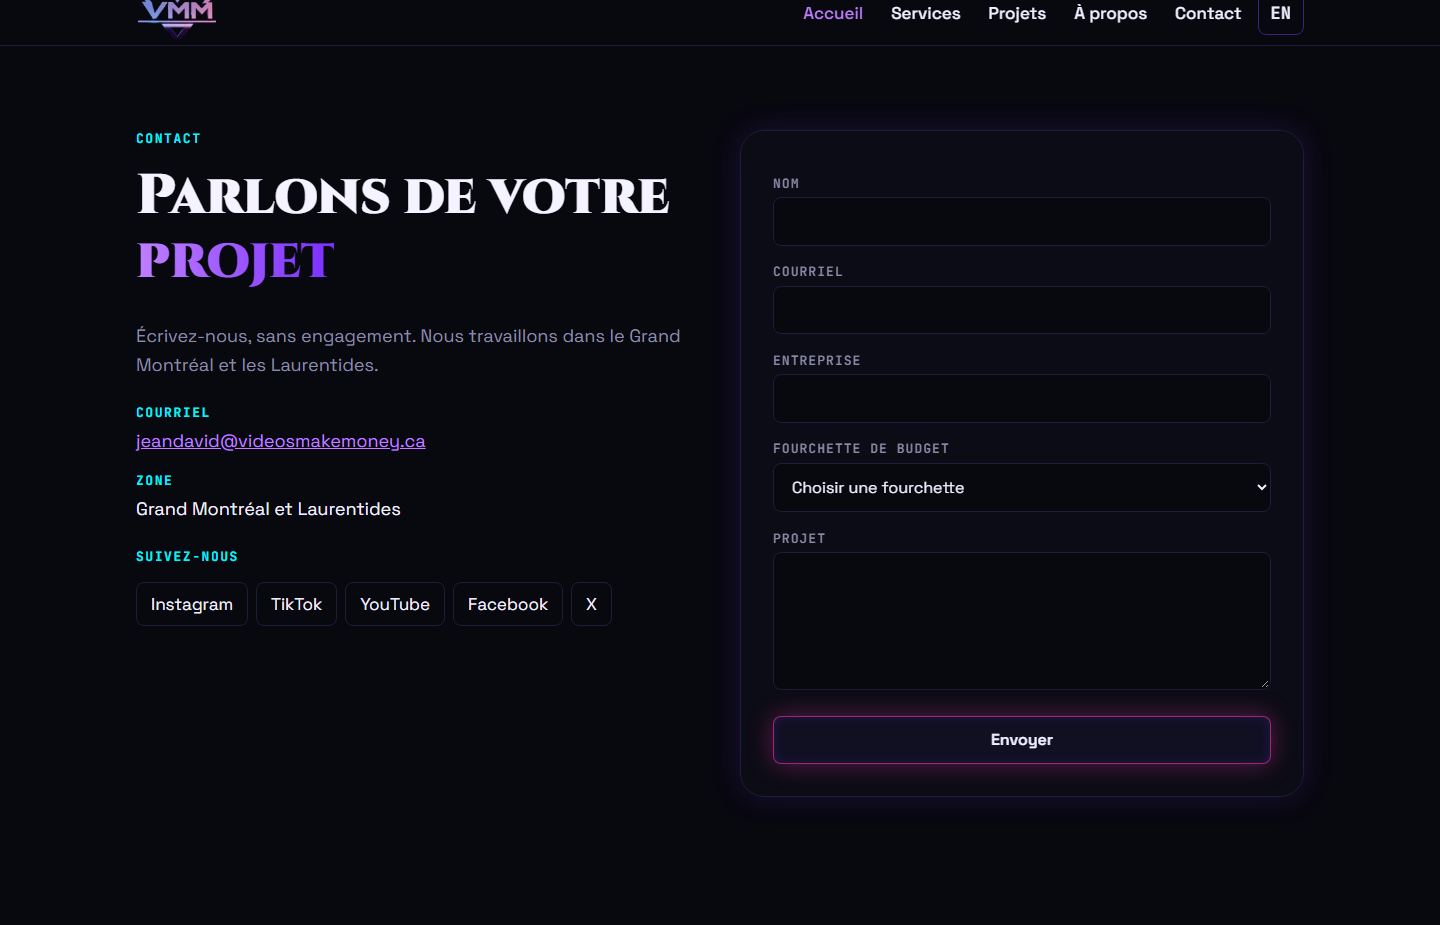 VMM
Accueil Services Projets À propos Contact EN
CONTACT
Parlons de votre
projet
Écrivez-nous, sans engagement. Nous travaillons dans le Grand
Montréal et les Laurentides.
COURRIEL
jeandavid@videosmakemoney.ca
ZONE
Grand Montréal et Laurentides
SUIVEZ-NOUS
Instagram TikTok YouTube Facebook X
NOM
COURRIEL
ENTREPRISE
FOURCHETTE DE BUDGET
Choisir une fourchette
PROJET
Envoyer